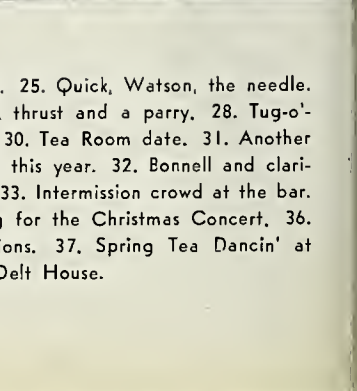 . 25. Quick, Watson, the needle.
thrust and a parry. 28. Tug-o'-
30. Tea Room date. 31. Another
this year. 32. Bonnell and clari-
33. Intermission crowd at the bar.
for the Christmas Concert. 36.
ons. 37. Spring Tea Dancin' at
Delt House.